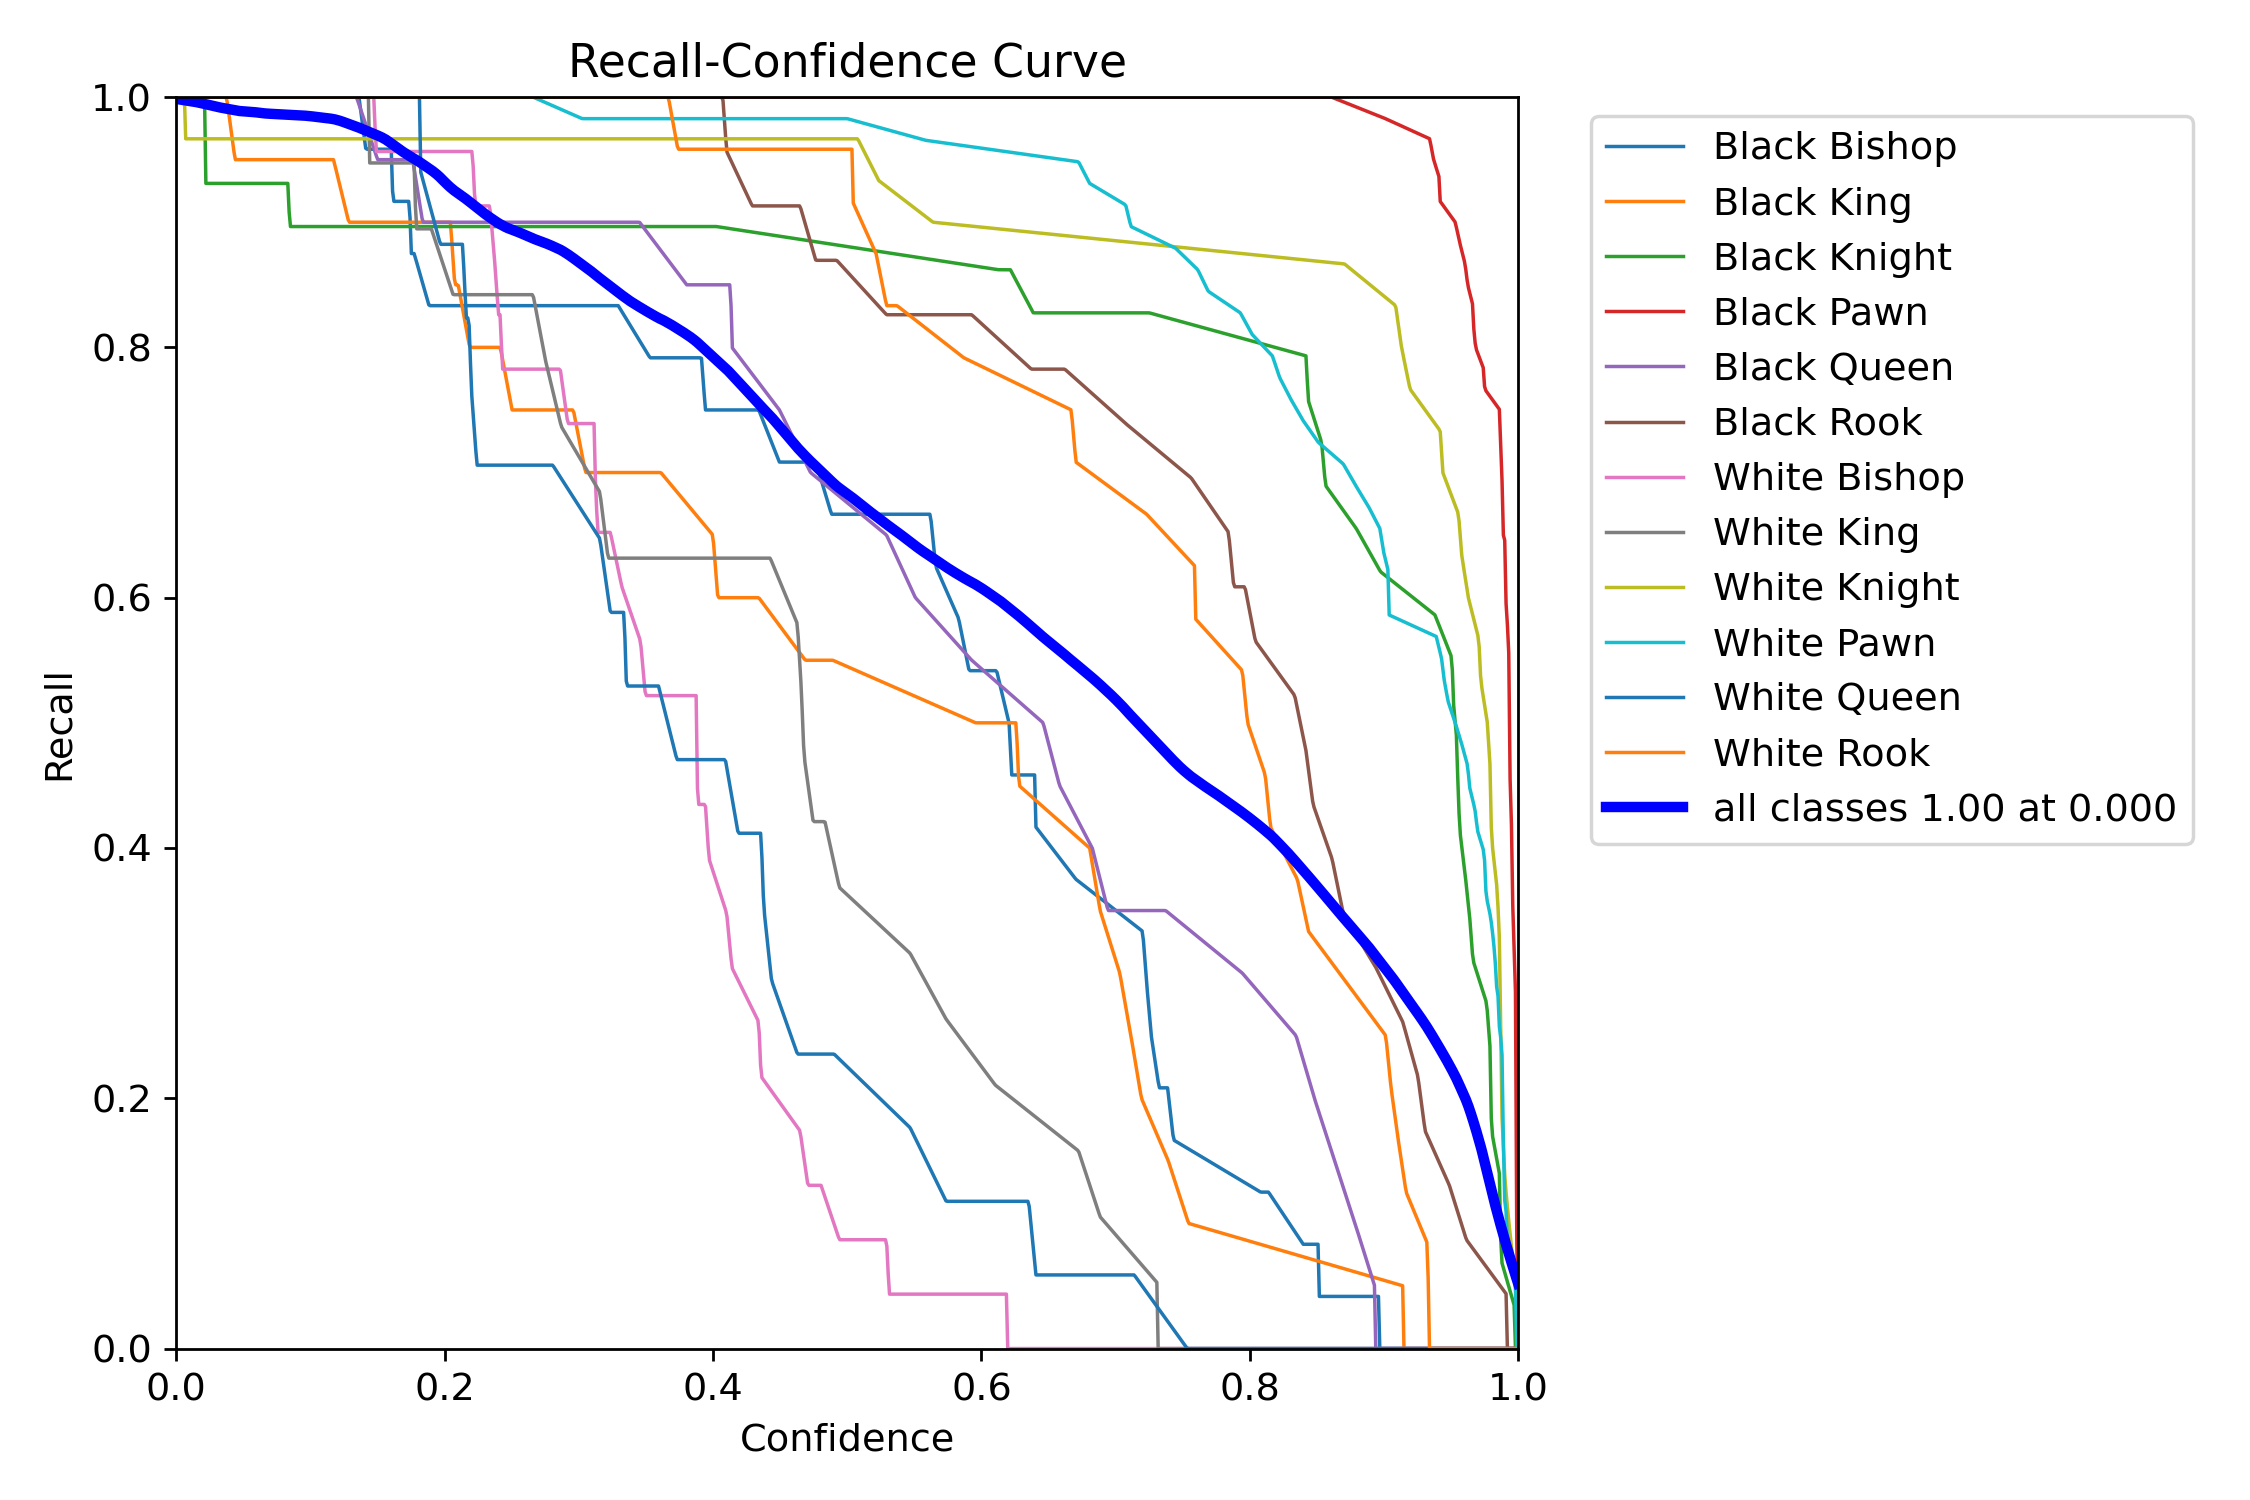 Recall-Confidence Curve
1.0
0.8
0.6
0.4
0.2
0.0
Recall
0.0 0.2 0.4 0.6 0.8 1.0
Confidence
Black Bishop
Black King
Black Knight
Black Pawn
Black Queen
Black Rook
White Bishop
White King
White Knight
White Pawn
White Queen
White Rook
all classes 1.00 at 0.000